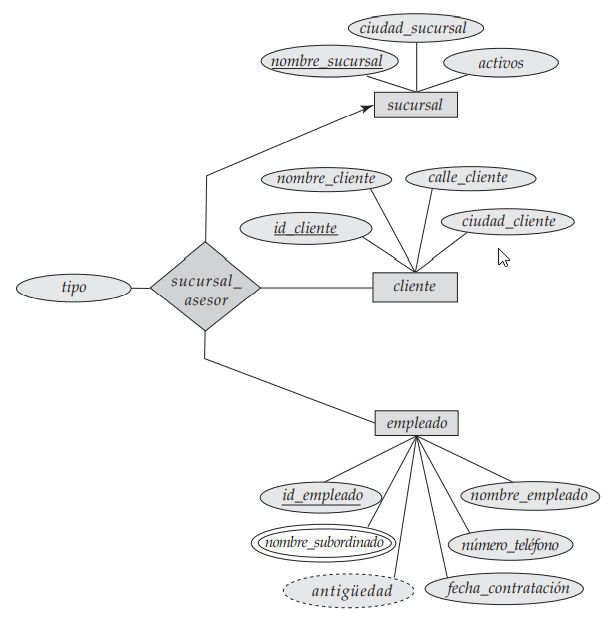 ciudad_sucursal
nombre_sucursal
activos
sucursal
nombre_cliente
calle_cliente
id_cliente
ciudad_cliente
tipo
sucursal_
asesor
cliente
empleado
id_empleado
nombre_empleado
nombre_subordinado
número_teléfono
antigüedad
fecha_contratación